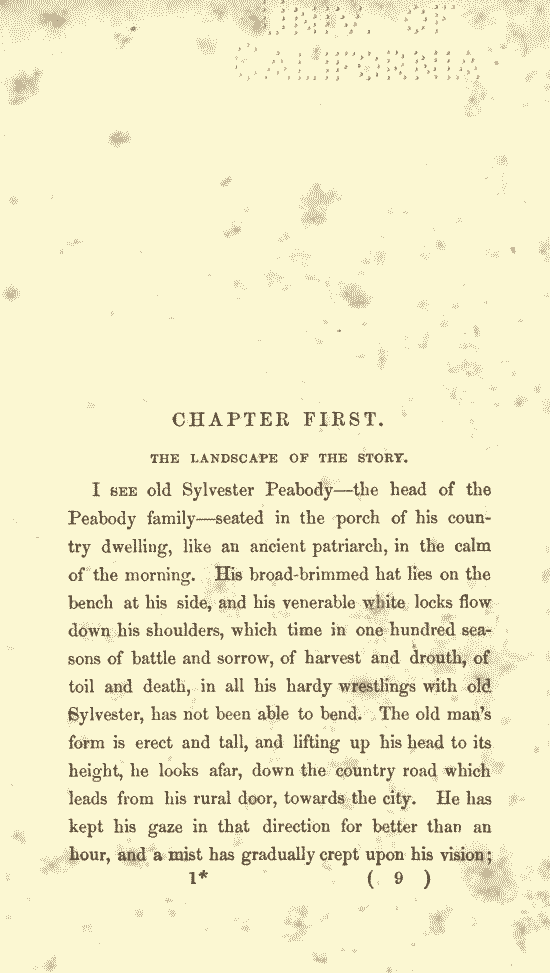 UNIV. OF
CALIFORNIA
CHAPTER FIRST.
THE LANDSCAPE OF THE STORY.
I SEE old Sylvester Peabody—the head of the
Peabody family—seated in the porch of his coun-
try dwelling, like an ancient patriarch, in the calm
of the morning. His broad-brimmed hat lies on the
bench at his side, and his venerable white locks flow
down his shoulders, which time in one hundred sea-
sons of battle and sorrow, of harvest and drouth, of
toil and death, in all his hardy wrestlings with old
Sylvester, has not been able to bend. The old man's
form is erect and tall, and lifting up his head to its
height, he looks afar, down the country road which
leads from his rural door, towards the city. He has
kept his gaze in that direction for better than an
hour, and a mist has gradually crept upon his vision;
1* ( 9 )